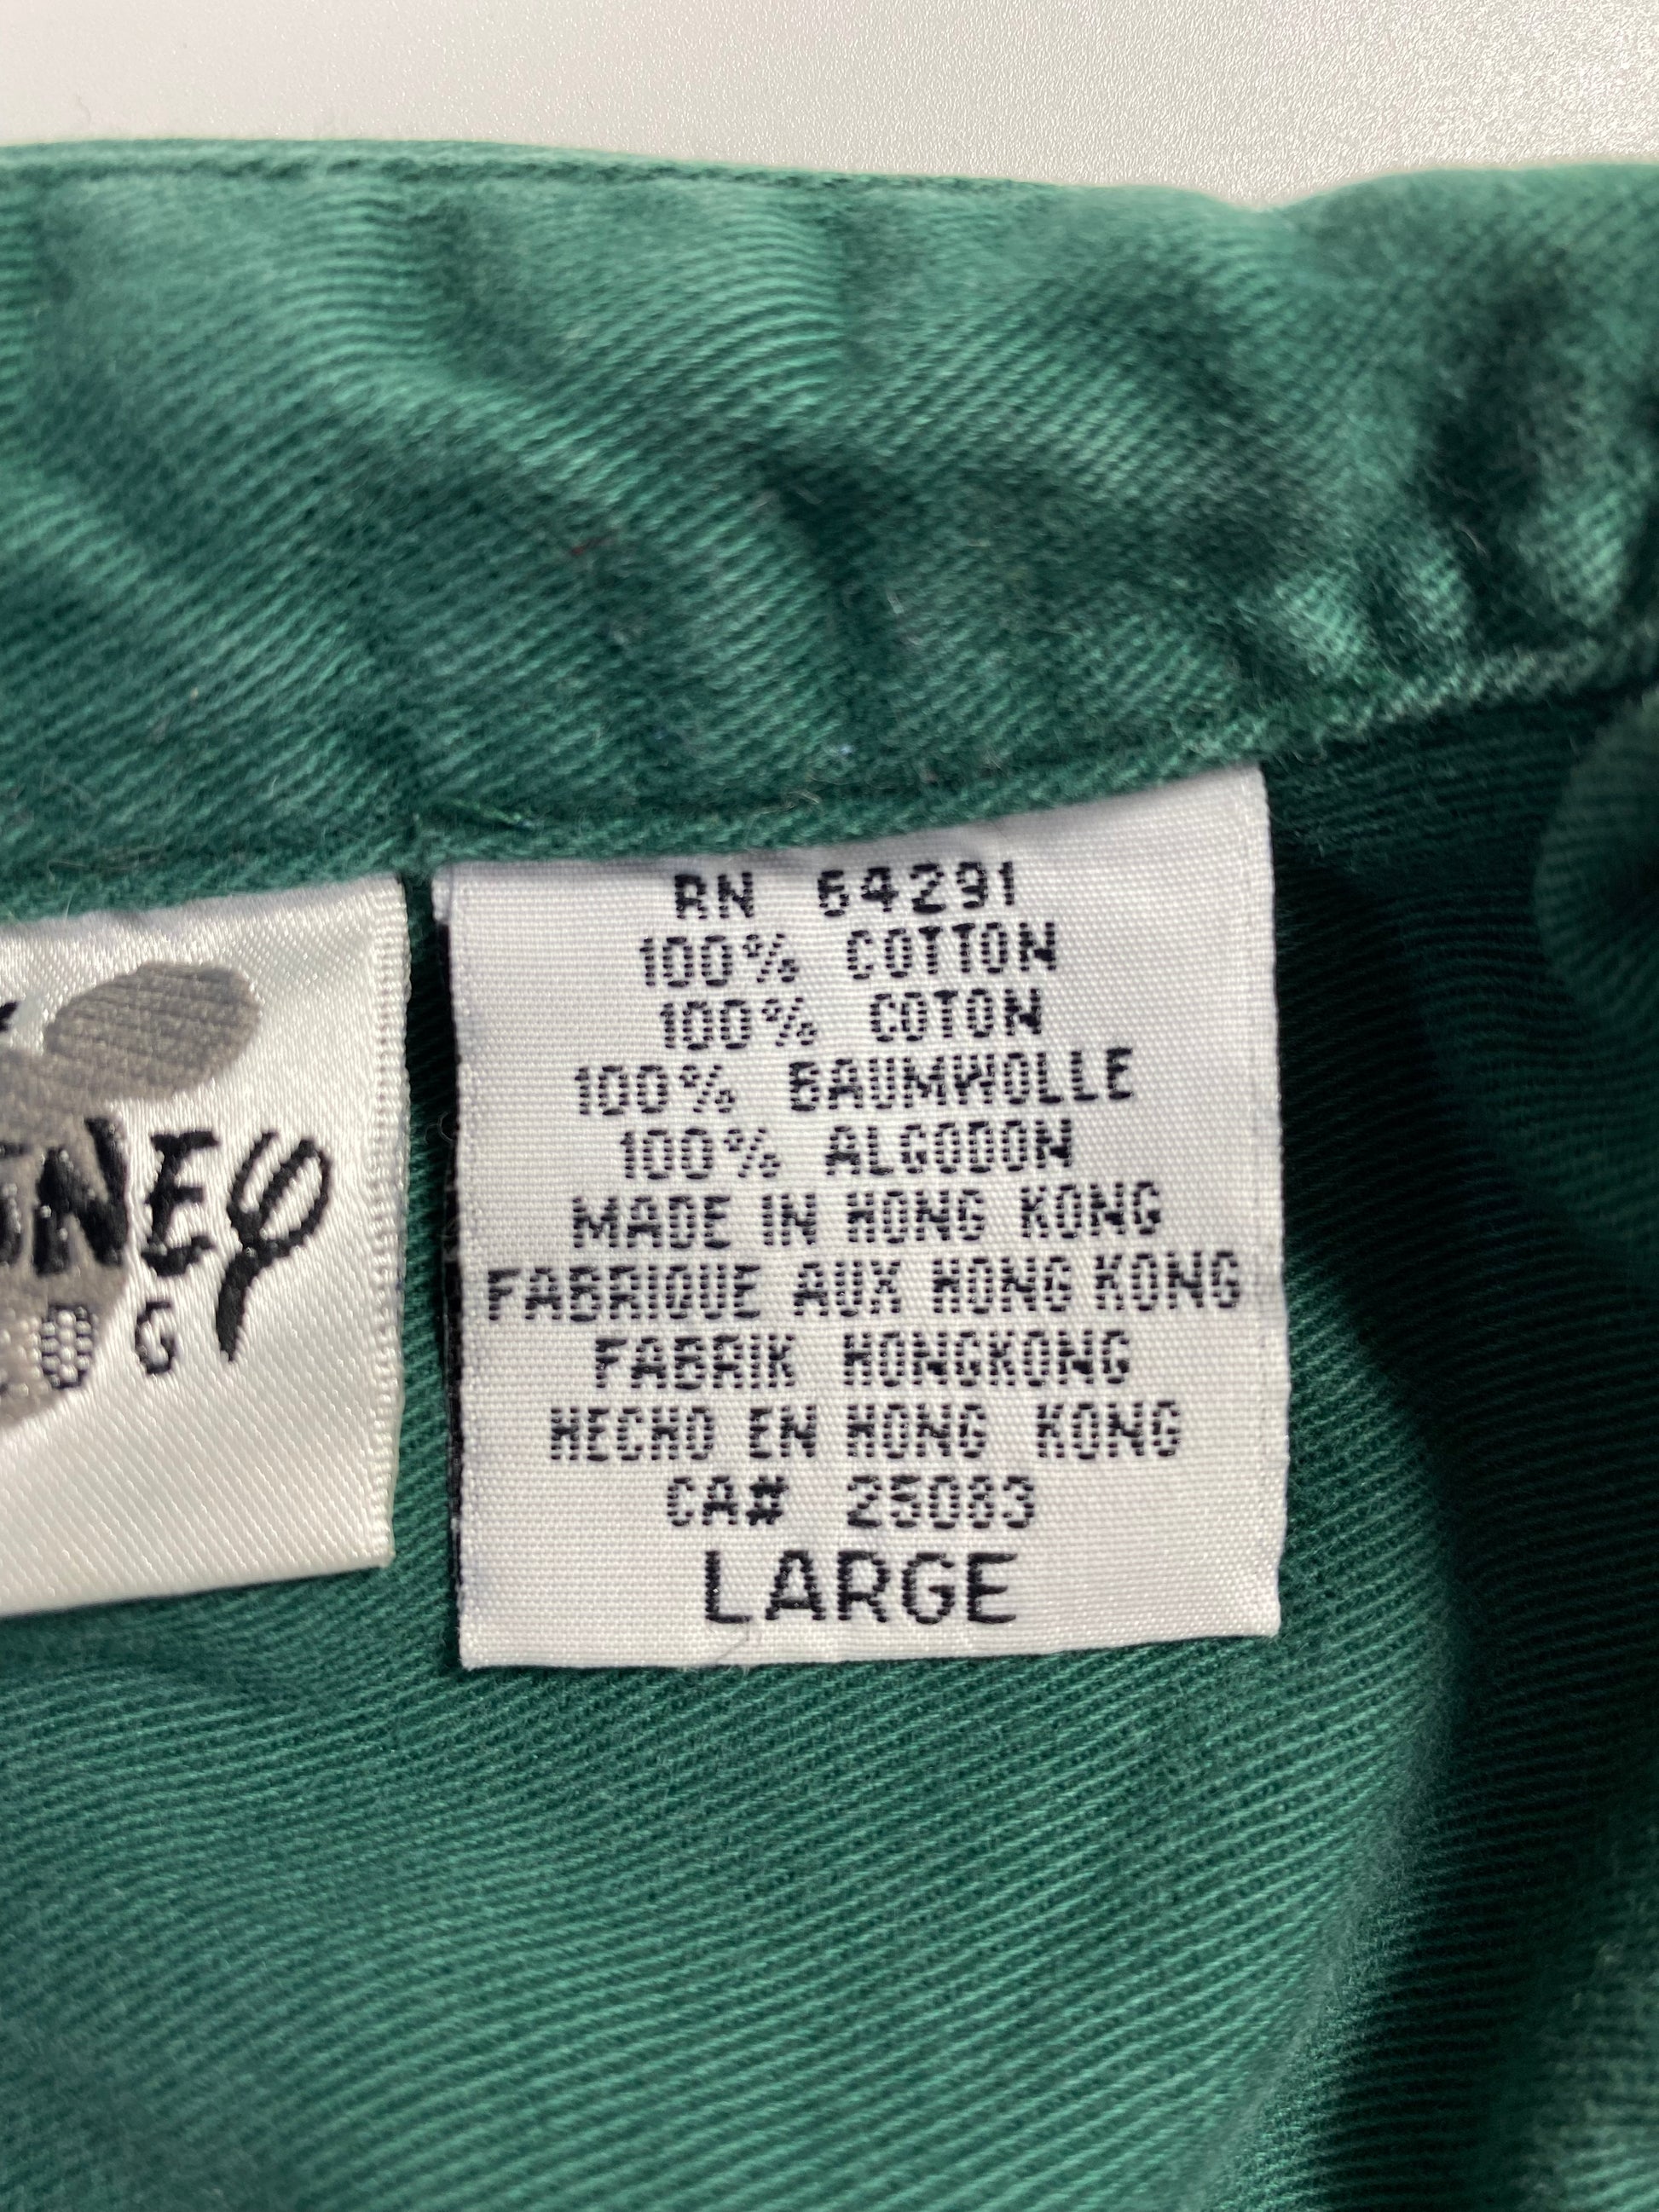 RN 64291
100% COTTON
100% COTON
100% BAUMWOLLE
100% ALGODON
MADE IN HONG KONG
FABRIQUE AUX HONG KONG
FABRIK HONGKONG
HECHO EN HONG KONG
CA# 25083
LARGE